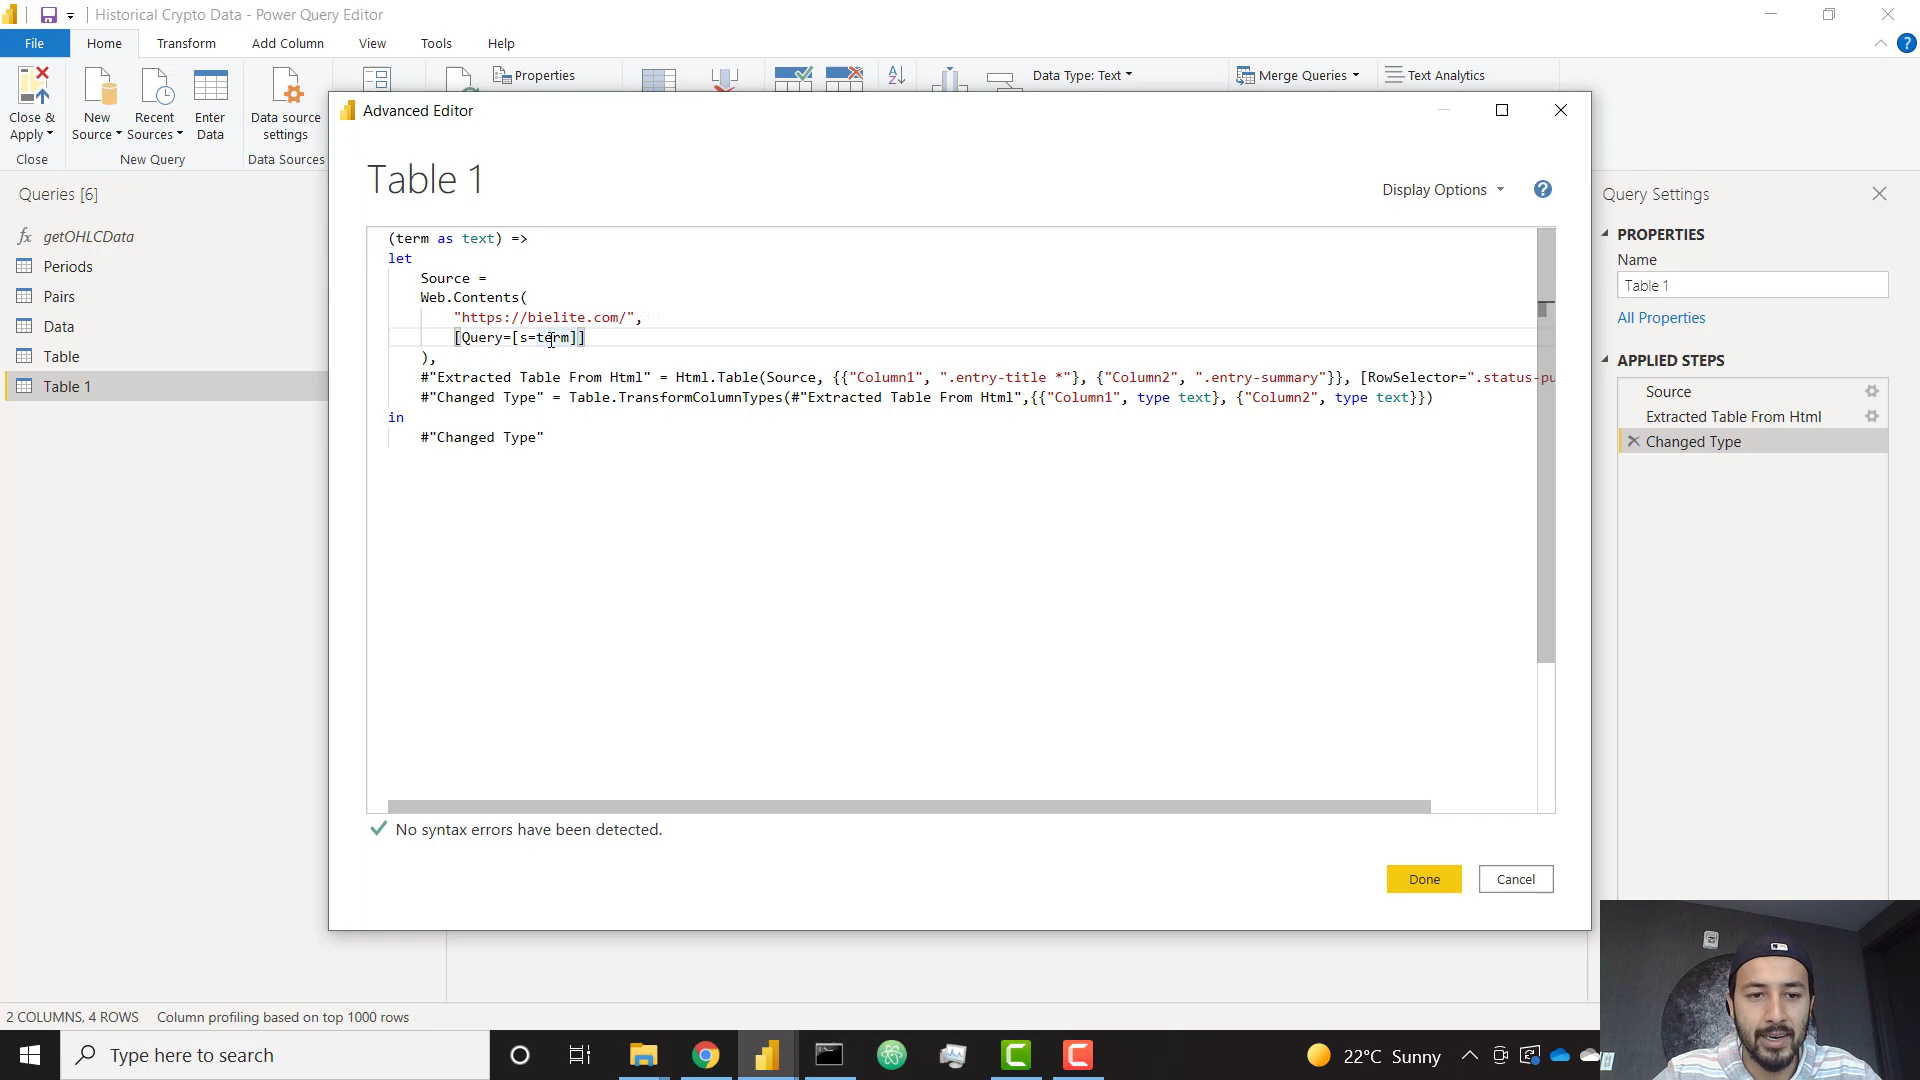 Historical Crypto Data - Power Query Editor
File
Home
Transform
Add Column
View
Tools
Help
Close & Apply
New Source
Recent Sources
Enter Data
Data source settings
Properties
Data Type: Text
Merge Queries
Text Analytics
Close
New Query
Data Sources
Queries [6]
fx getOHLCData
Periods
Pairs
Table
Table
Table 1
Advanced Editor
Table 1
Display Options
?
(term as text) =>
let
Source =
Web.Contents(
"https://bielite.com/",
[Query=[s=term]]
),
#"Extracted Table From Html" = Html.Table(Source, {{"Column1", ".entry-title *"}, {"Column2", ".entry-summary"}}, [RowSelector=".status-pu
#"Changed Type" = Table.TransformColumnTypes(#"Extracted Table From Html",{{"Column1", type text}, {"Column2", type text}})
in
#"Changed Type"
No syntax errors have been detected.
Done
Cancel
Query Settings
PROPERTIES
Name
Table 1
All Properties
APPLIED STEPS
Source
Extracted Table From Html
Changed Type
2 COLUMNS, 4 ROWS
Column profiling based on top 1000 rows
Type here to search
22°C Sunny